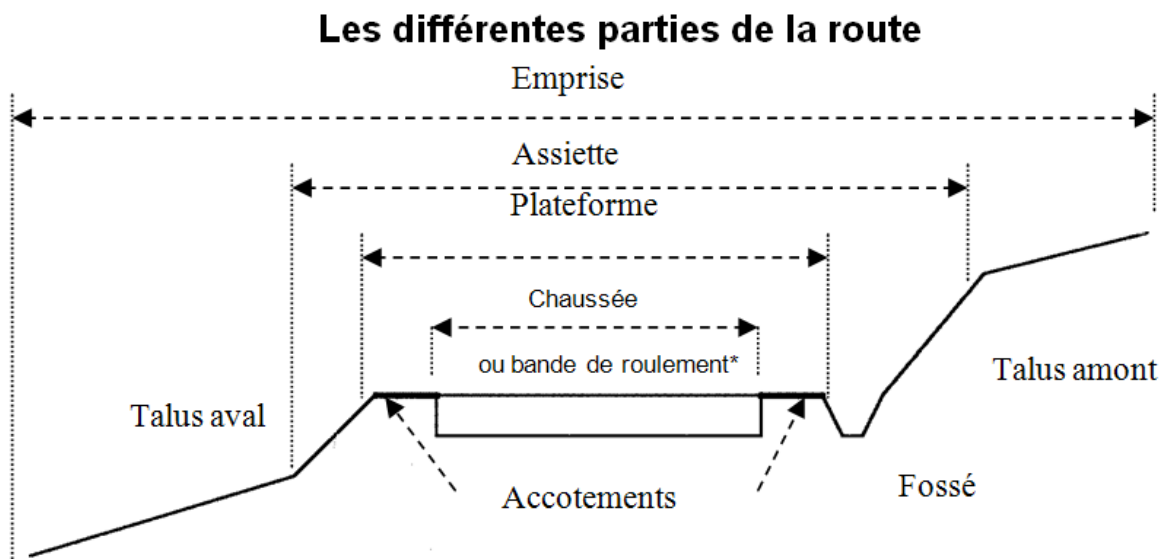 Les différentes parties de la route
Emprise
Assiette
Plateforme
Chaussée
ou bande de roulement*
Talus amont
Talus aval
Accotements
Fossé